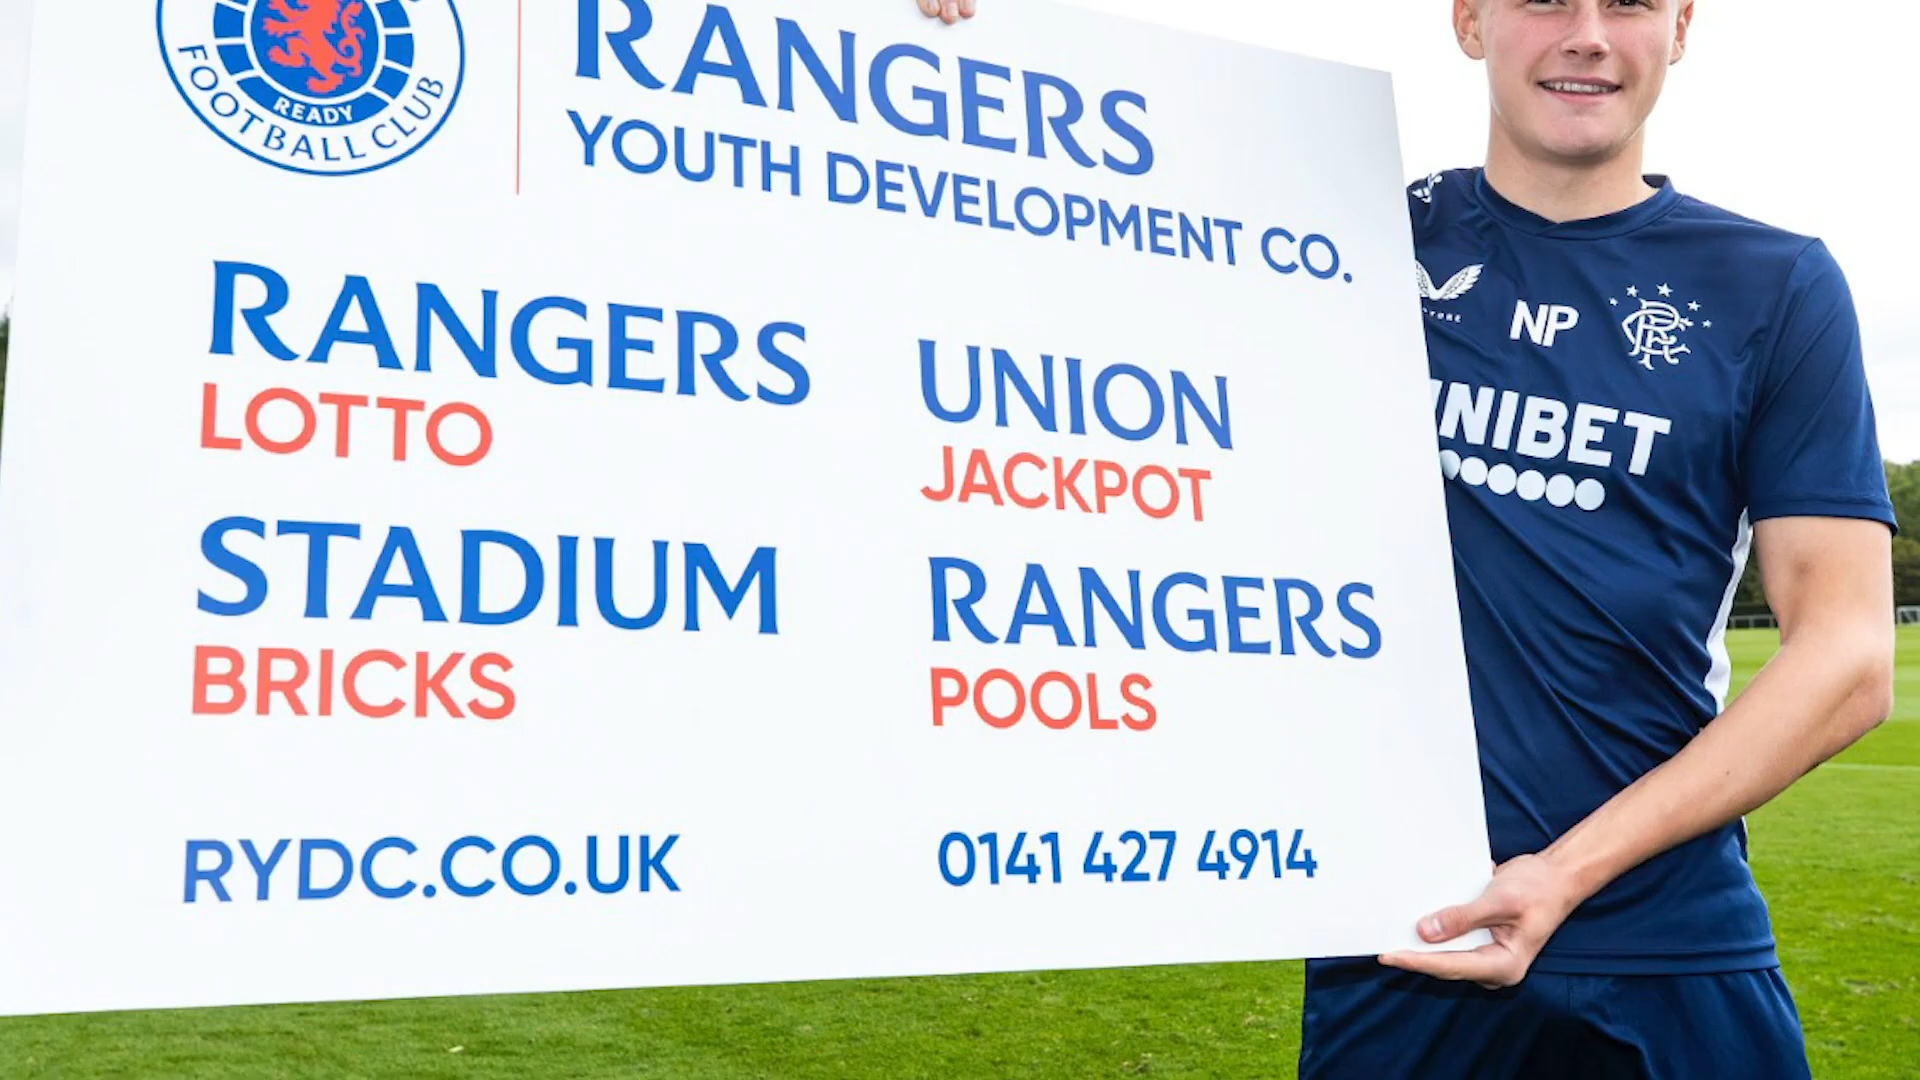 READY
FOOTBALL CLUB
RANGERS
YOUTH DEVELOPMENT CO.
RANGERS
LOTTO
UNION
JACKPOT
STADIUM
BRICKS
RANGERS
POOLS
RYDC.CO.UK
0141 427 4914
NP
UNIBET